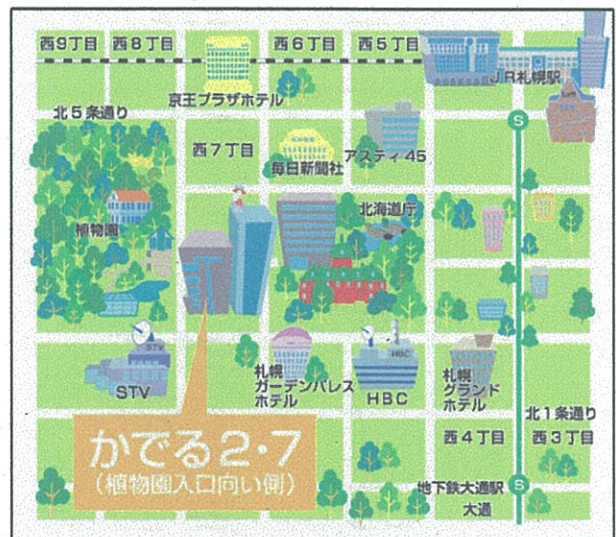 西9丁目
西8丁目
西6丁目
西5丁目
JR札幌駅
京王プラザホテル
北5条通り
S
西7丁目
毎日新聞社
アスティ45
植物園
北海道庁
STV
STV
札幌
ガーデンパレス
ホテル
HBC
HBC
札幌
グランド
ホテル
北1条通り
かでる2・7
(植物園入口向い側)
西4丁目
西3丁目
地下鉄大通駅
S
大通